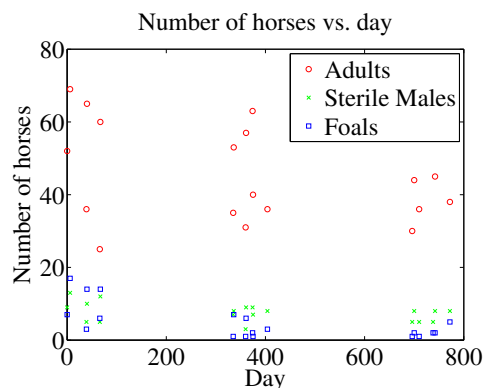 Number of horses vs. day
80
60
40
20
0
Number of horses
Adults
Sterile Males
Foals
0 200 400 600 800
Day